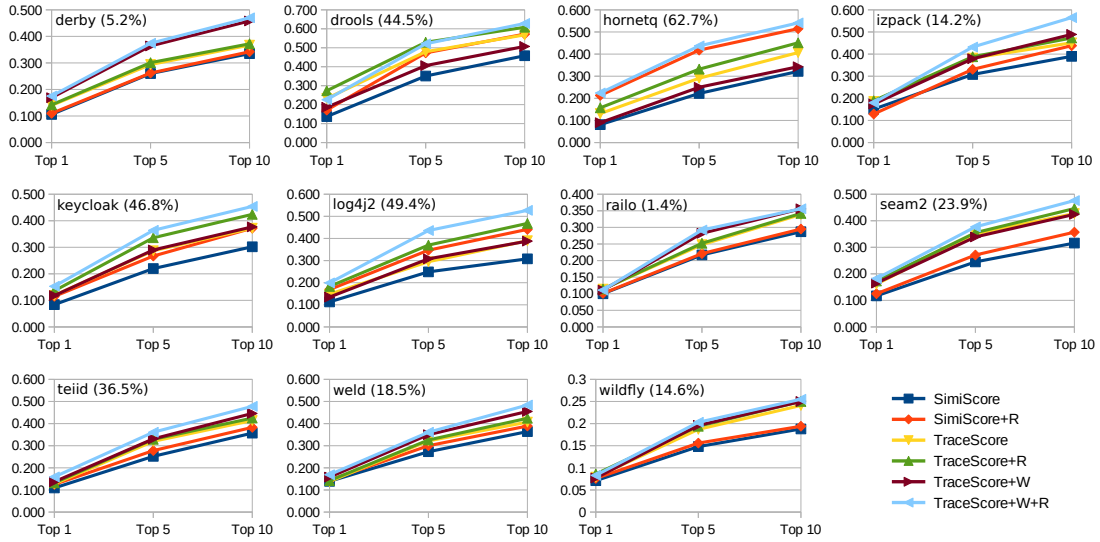 derby (5.2%)
0.500
0.400
0.300
0.200
0.100
0.000
Top 1 Top 5 Top 10
drools (44.5%)
0.700
0.600
0.500
0.400
0.300
0.200
0.100
0.000
Top 1 Top 5 Top 10
hornetq (62.7%)
0.600
0.500
0.400
0.300
0.200
0.100
0.000
Top 1 Top 5 Top 10
izpack (14.2%)
0.600
0.500
0.400
0.300
0.200
0.100
0.000
Top 1 Top 5 Top 10
keycloak (46.8%)
0.500
0.400
0.300
0.200
0.100
0.000
Top 1 Top 5 Top 10
log4j2 (49.4%)
0.600
0.500
0.400
0.300
0.200
0.100
0.000
Top 1 Top 5 Top 10
railo (1.4%)
0.400
0.350
0.300
0.250
0.200
0.150
0.100
0.050
0.000
Top 1 Top 5 Top 10
seam2 (23.9%)
0.500
0.400
0.300
0.200
0.100
0.000
Top 1 Top 5 Top 10
teiid (36.5%)
0.600
0.500
0.400
0.300
0.200
0.100
0.000
Top 1 Top 5 Top 10
weld (18.5%)
0.600
0.500
0.400
0.300
0.200
0.100
0.000
Top 1 Top 5 Top 10
wildfly (14.6%)
0.3
0.25
0.2
0.15
0.1
0.05
0
Top 1 Top 5 Top 10
SimiScore
SimiScore+R
TraceScore
TraceScore+R
TraceScore+W
TraceScore+W+R